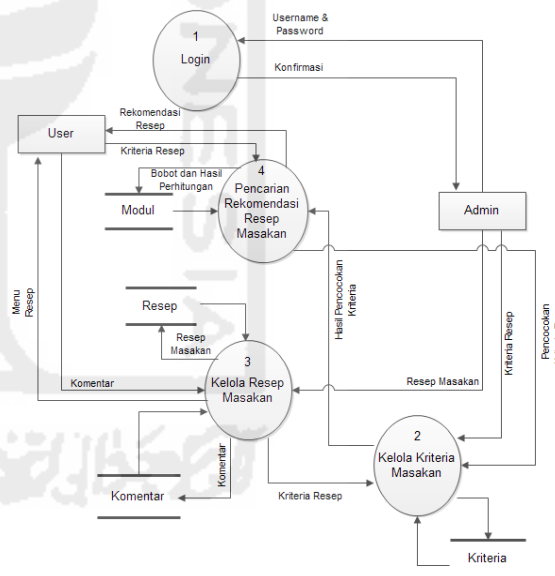 Username &
Password
1
Login
Konfirmasi
Rekomendasi
Resep
User
Kriteria Resep
Bobot dan Hasil
Perhitungan
4
Pencarian
Rekomendasi
Resep
Masakan
Modul
Admin
Menu
Resep
Resep
Resep
Masakan
Hasil Pencocokan
Kriteria
Kriteria Resep
Pencocokan
3
Kelola Resep
Masakan
Komentar
Resep Masakan
2
Kelola Kriteria
Masakan
Komentar
Kriteria Resep
Komentar
Kriteria